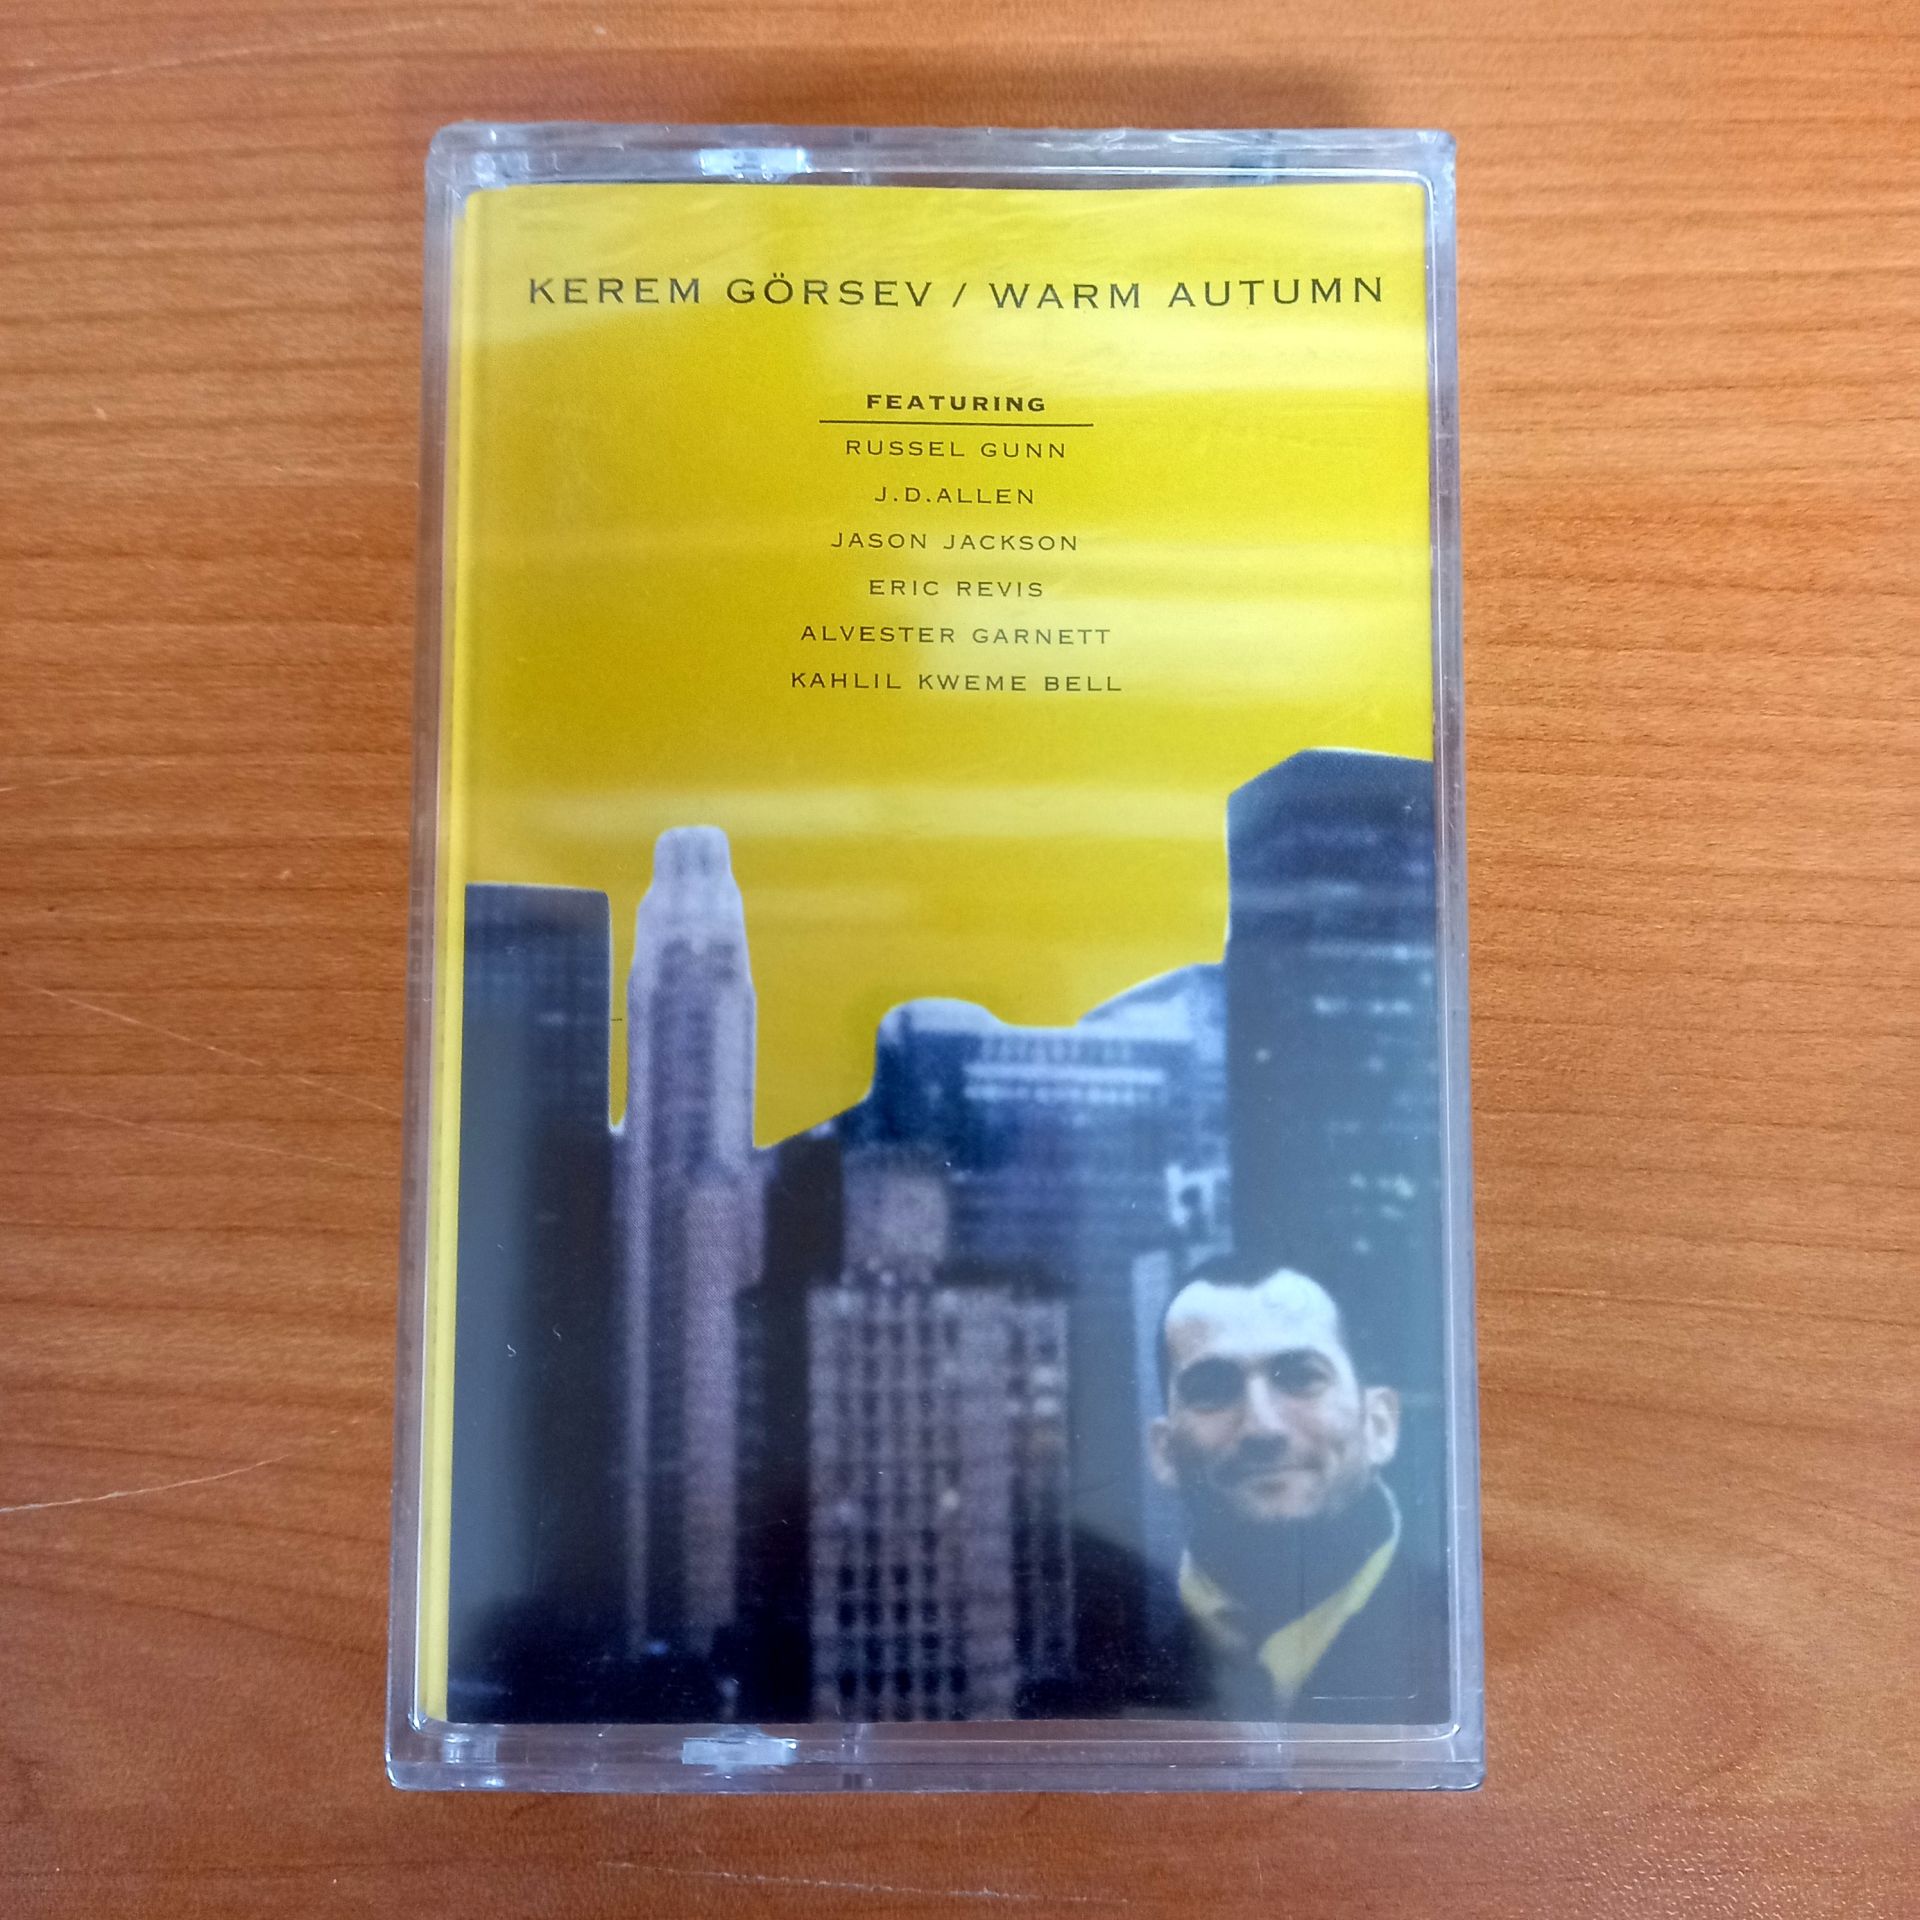 KEREM GÖRSEV / WARM AUTUMN
FEATURING
RUSSEL GUNN
J.D.ALLEN
JASON JACKSON
ERIC REVIS
ALVESTER GARNETT
KAHLIL KWEME BELL